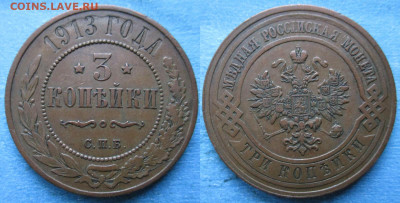 COINS.LAVE.RU
1913 ГОДА
3
КОПѢЙКИ
С.П.Б.
МѢДНАЯ РОССІЙСКАЯ МОНЕТА
ТРИ КОПѢЙКИ